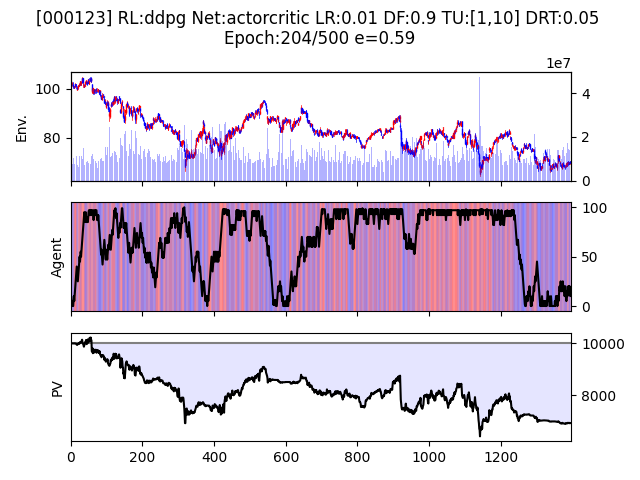 [000123] RL:ddpg Net:actorcritic LR:0.01 DF:0.9 TU:[1,10] DRT:0.05
Epoch:204/500 e=0.59
1e7
Env.
100
80
4
2
0
Agent
100
50
0
PV
10000
8000
0 200 400 600 800 1000 1200